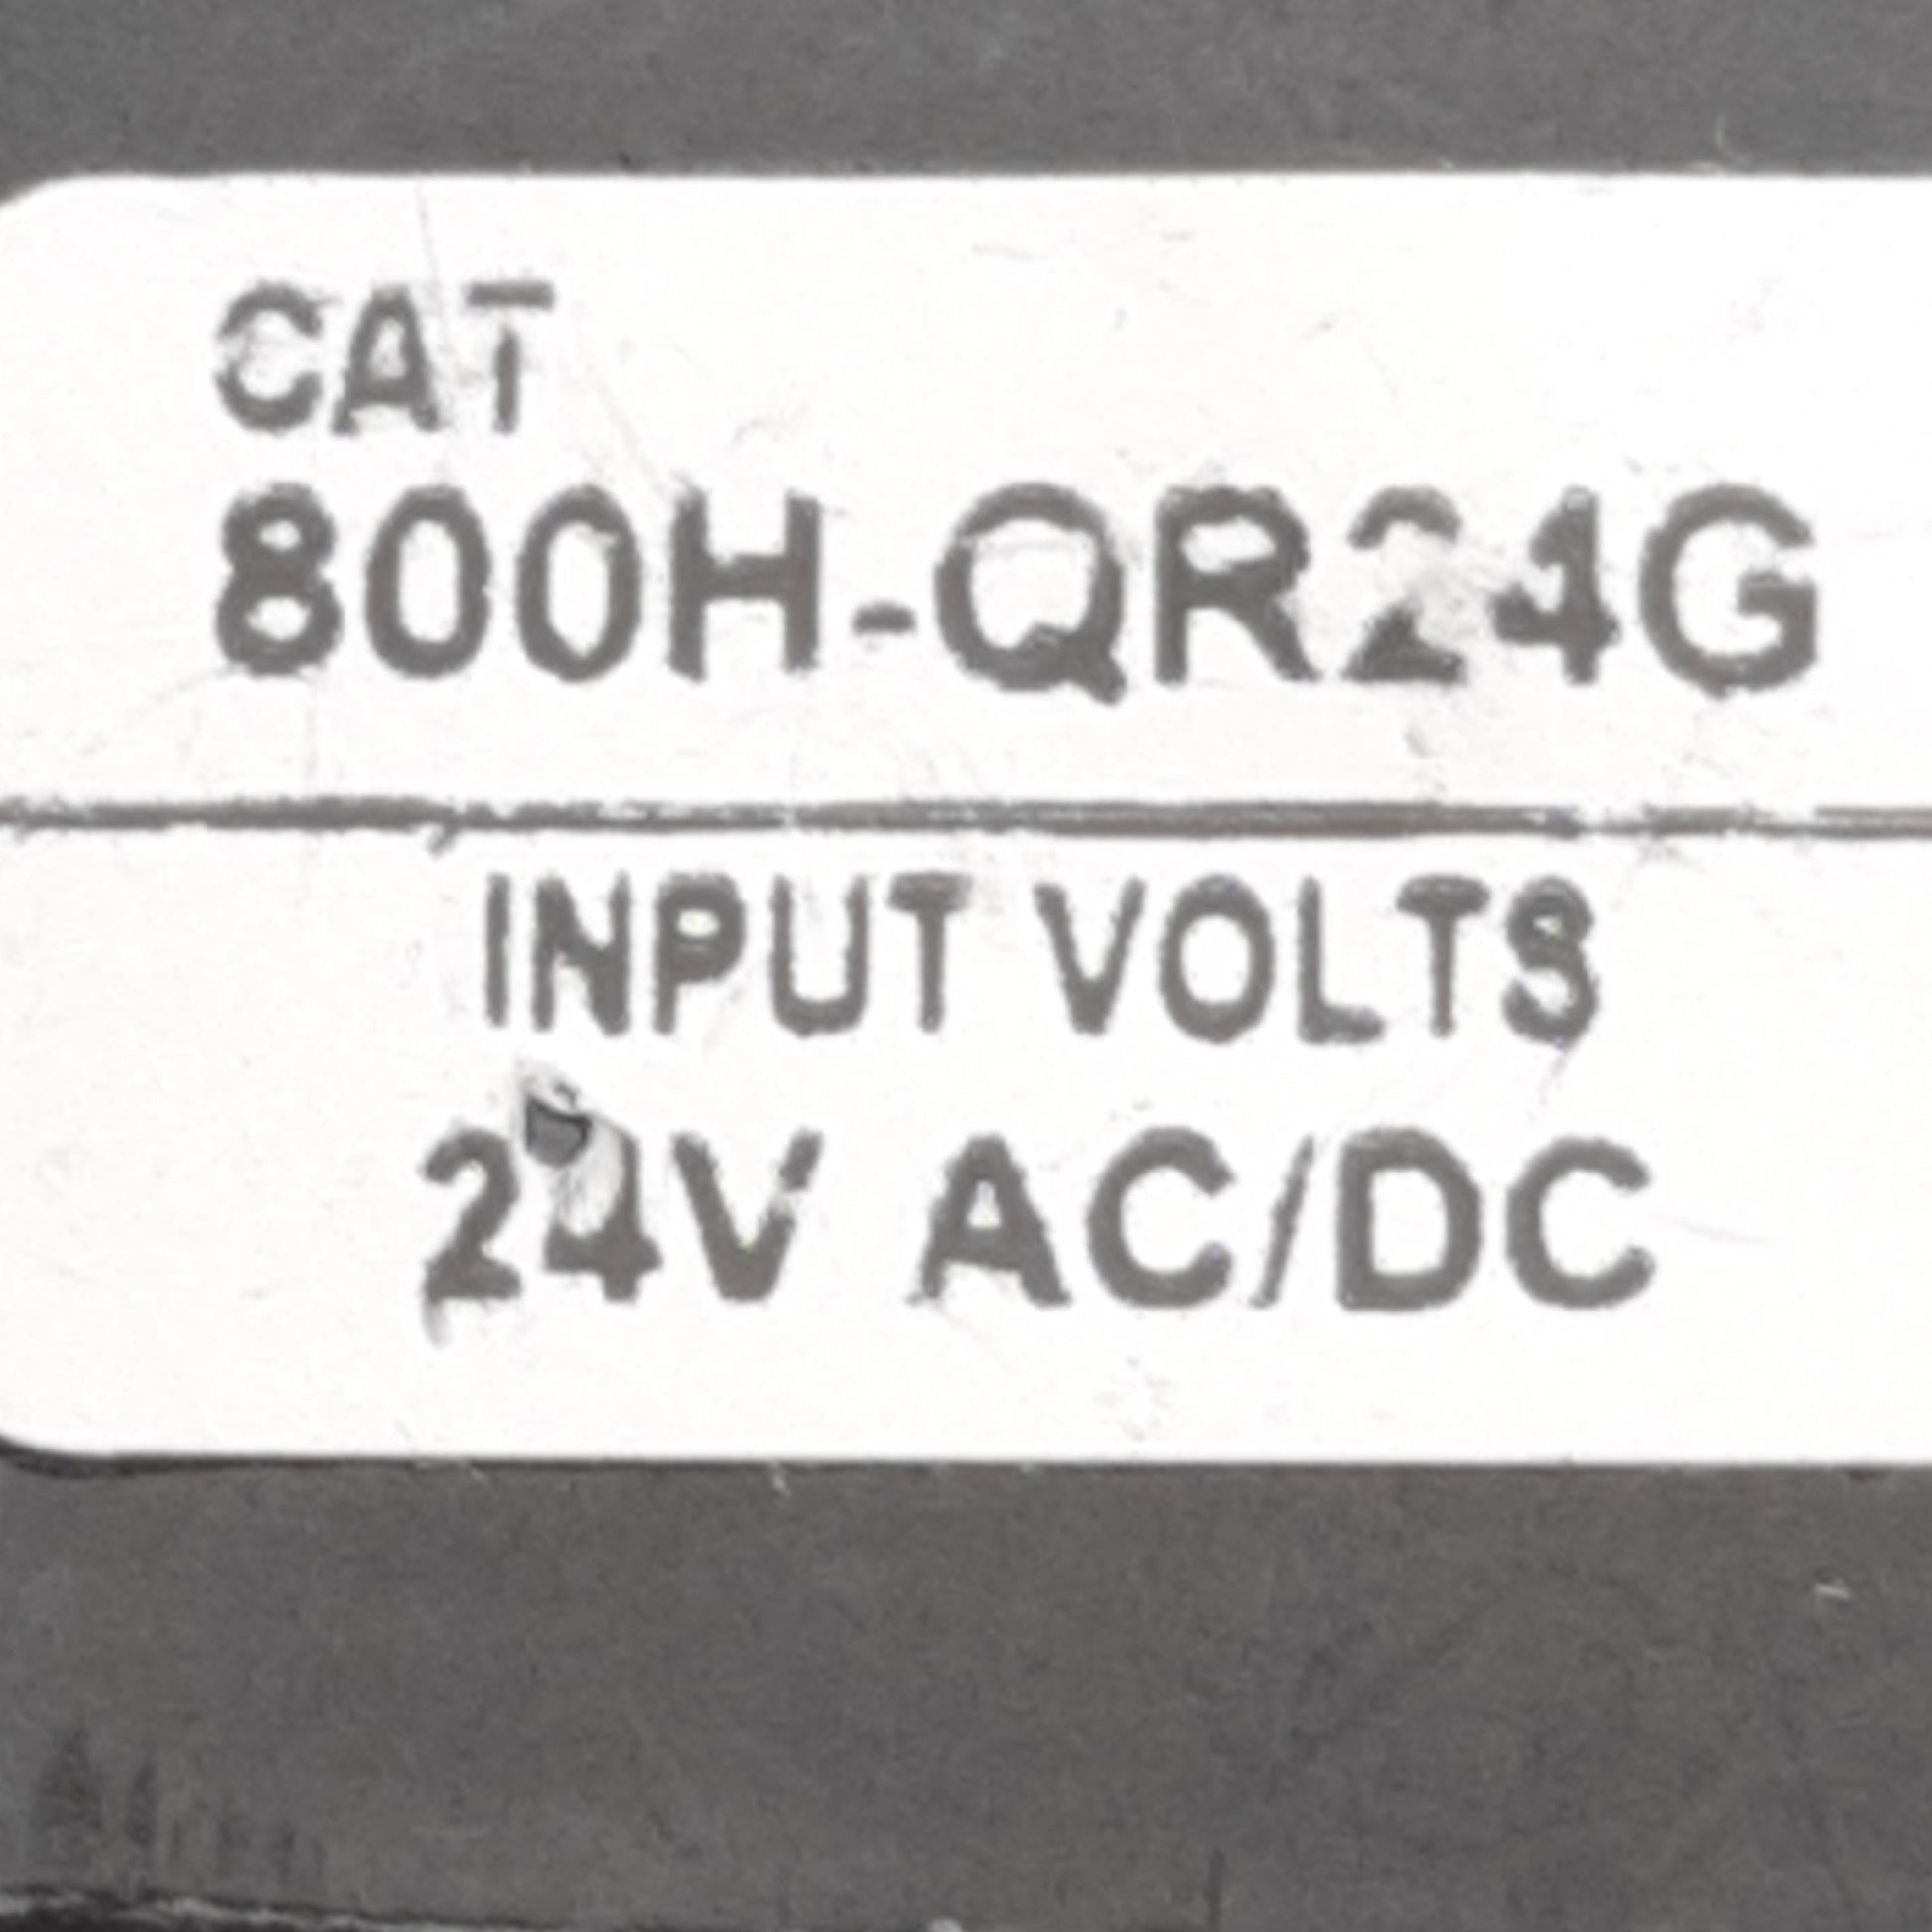 CAT
800H-QR24G
INPUT VOLTS
24V AC/DC